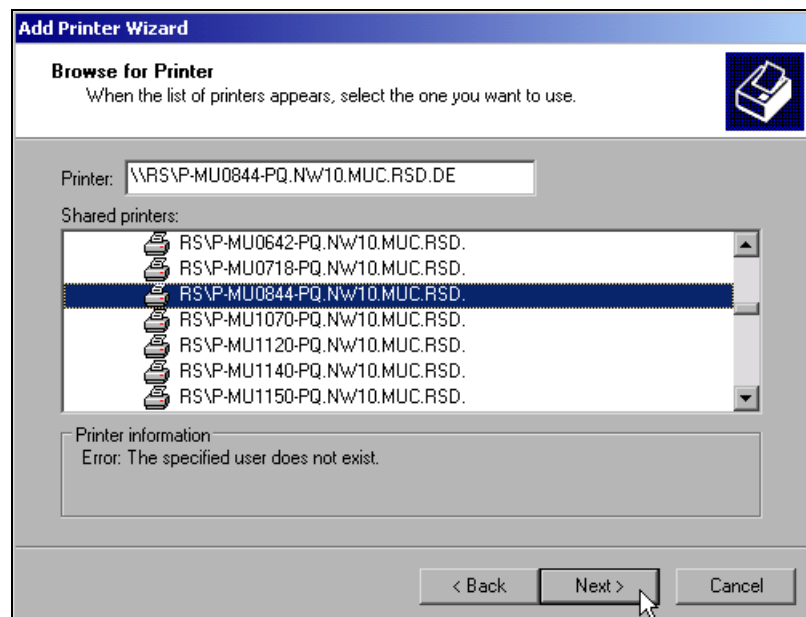 Add Printer Wizard
Browse for Printer
When the list of printers appears, select the one you want to use.
Printer: \\RS\P-MU0844-PQ.NW10.MUC.RSD.DE
Shared printers:
RS\P-MU0642-PQ.NW10.MUC.RSD.
RS\P-MU0718-PQ.NW10.MUC.RSD.
RS\P-MU0844-PQ.NW10.MUC.RSD.
RS\P-MU1070-PQ.NW10.MUC.RSD.
RS\P-MU1120-PQ.NW10.MUC.RSD.
RS\P-MU1140-PQ.NW10.MUC.RSD.
RS\P-MU1150-PQ.NW10.MUC.RSD.
Printer information
Error: The specified user does not exist.
< Back Next > Cancel